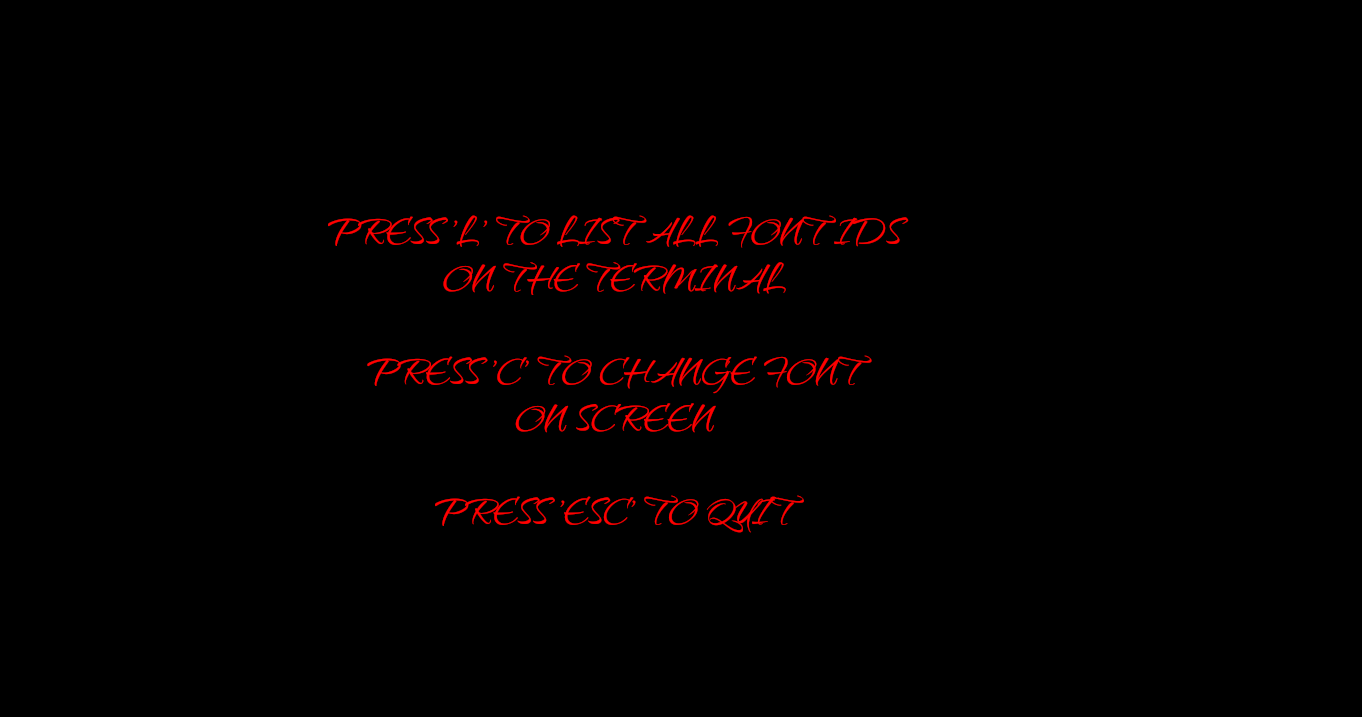 PRESS 'L' TO LIST ALL FONT IDS
ON THE TERMINAL
PRESS 'C' TO CHANGE FONT
ON SCREEN
PRESS 'ESC' TO QUIT